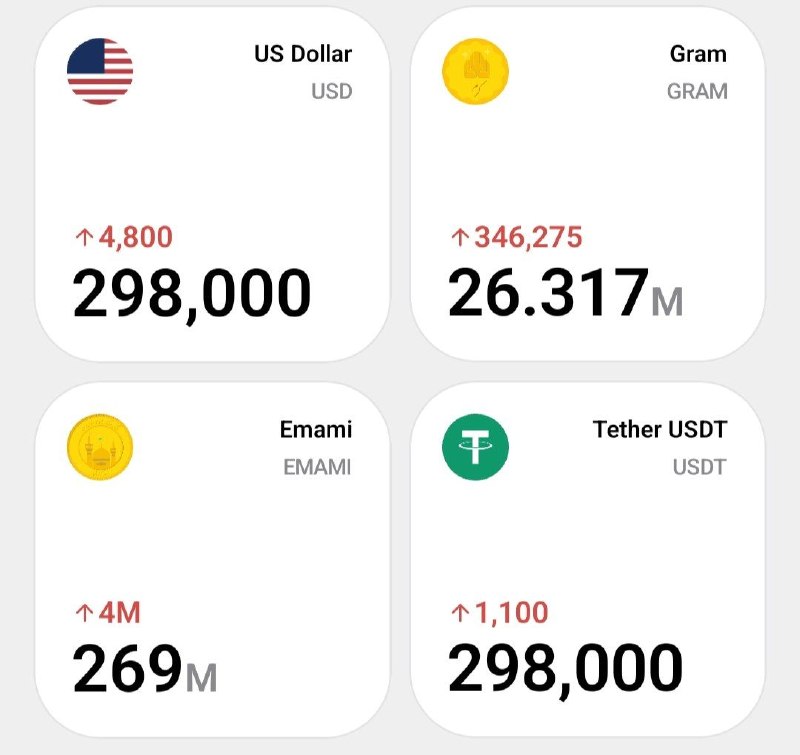 US Dollar
USD
↑4,800
298,000
Gram
GRAM
↑346,275
26.317M
Emami
EMAMI
↑4M
269M
Tether USDT
USDT
↑1,100
298,000